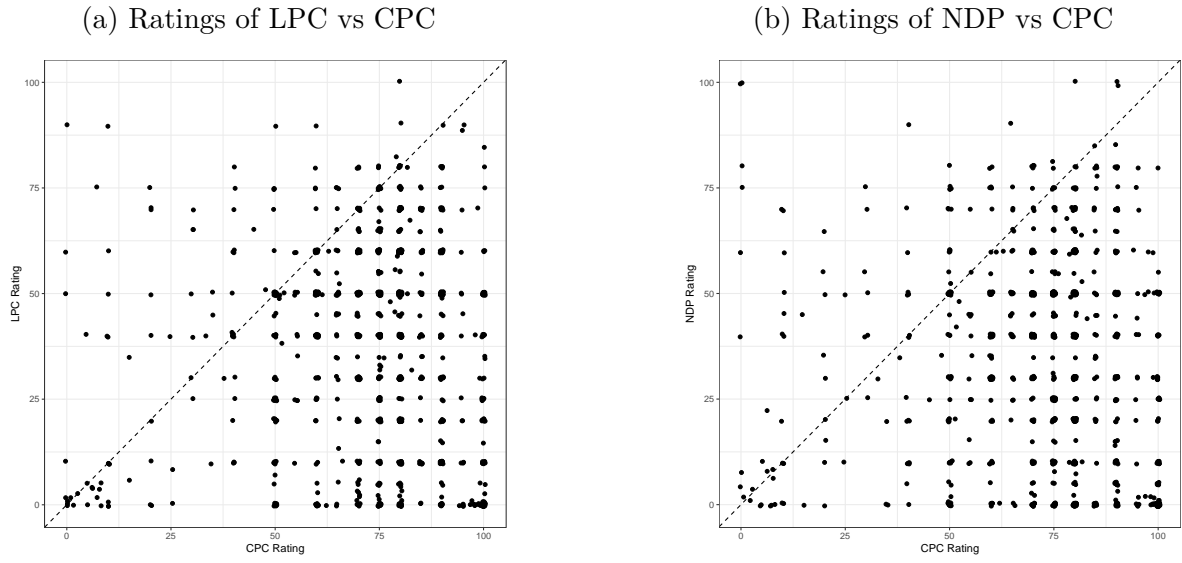 (a) Ratings of LPC vs CPC
100
75
50
25
0
LPC Rating
0 25 50 75 100
CPC Rating
(b) Ratings of NDP vs CPC
100
75
50
25
0
NDP Rating
0 25 50 75 100
CPC Rating